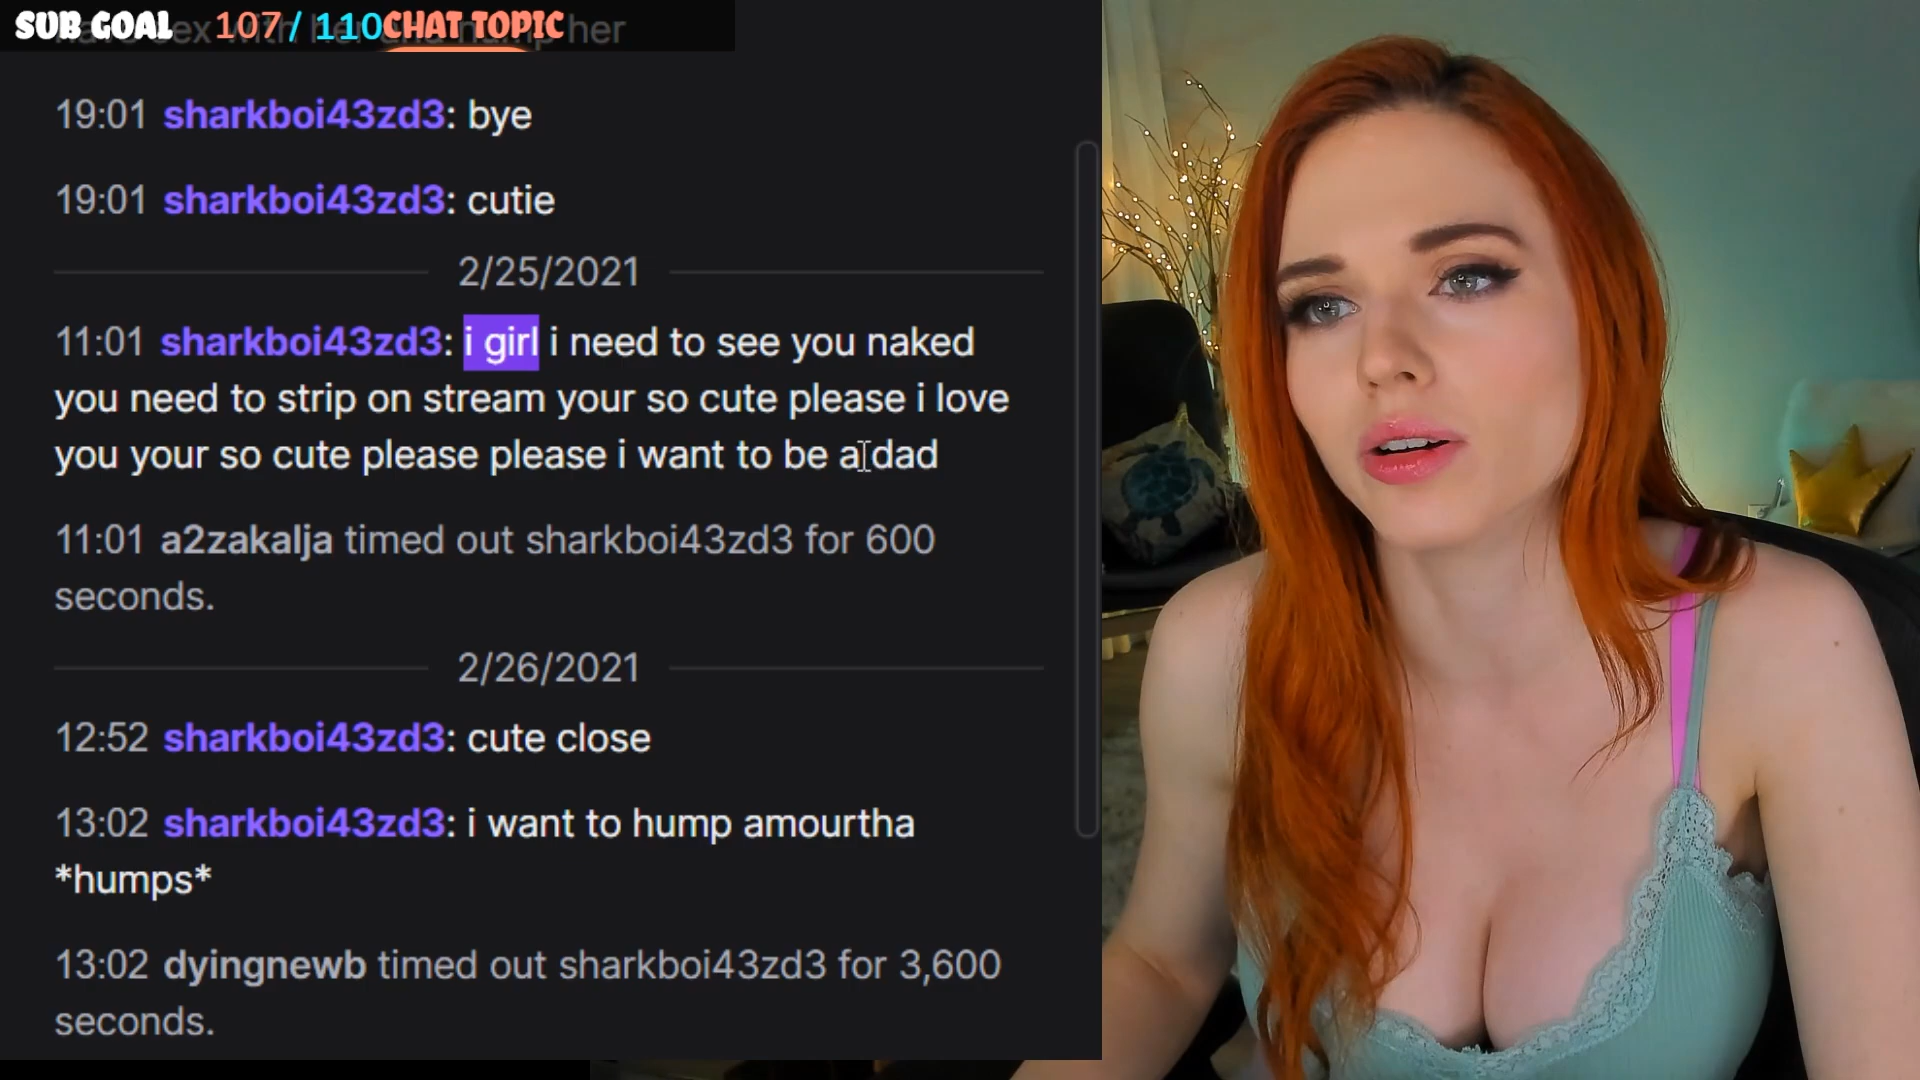 SUB GOAL 107 / 110 CHAT TOPIC
her
19:01 sharkboi43zd3: bye
19:01 sharkboi43zd3: cutie
2/25/2021
11:01 sharkboi43zd3: i girl i need to see you naked
you need to strip on stream your so cute please i love
you your so cute please please i want to be a dad
11:01 a2zakalja timed out sharkboi43zd3 for 600
seconds.
2/26/2021
12:52 sharkboi43zd3: cute close
13:02 sharkboi43zd3: i want to hump amourtha
*humps*
13:02 dyingnewb timed out sharkboi43zd3 for 3,600
seconds.